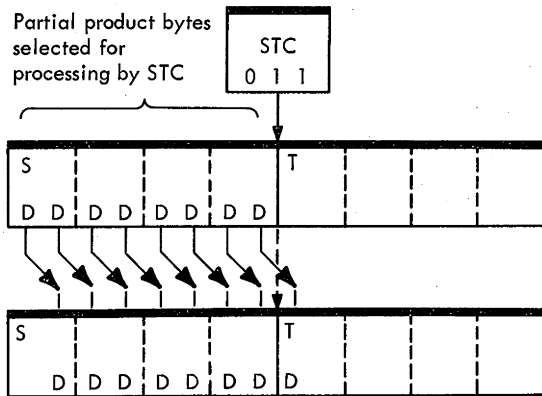 Partial product bytes
selected for
processing by STC
STC
0 1 1
S T
D D D D D D D D
S T
D D D D D D D D